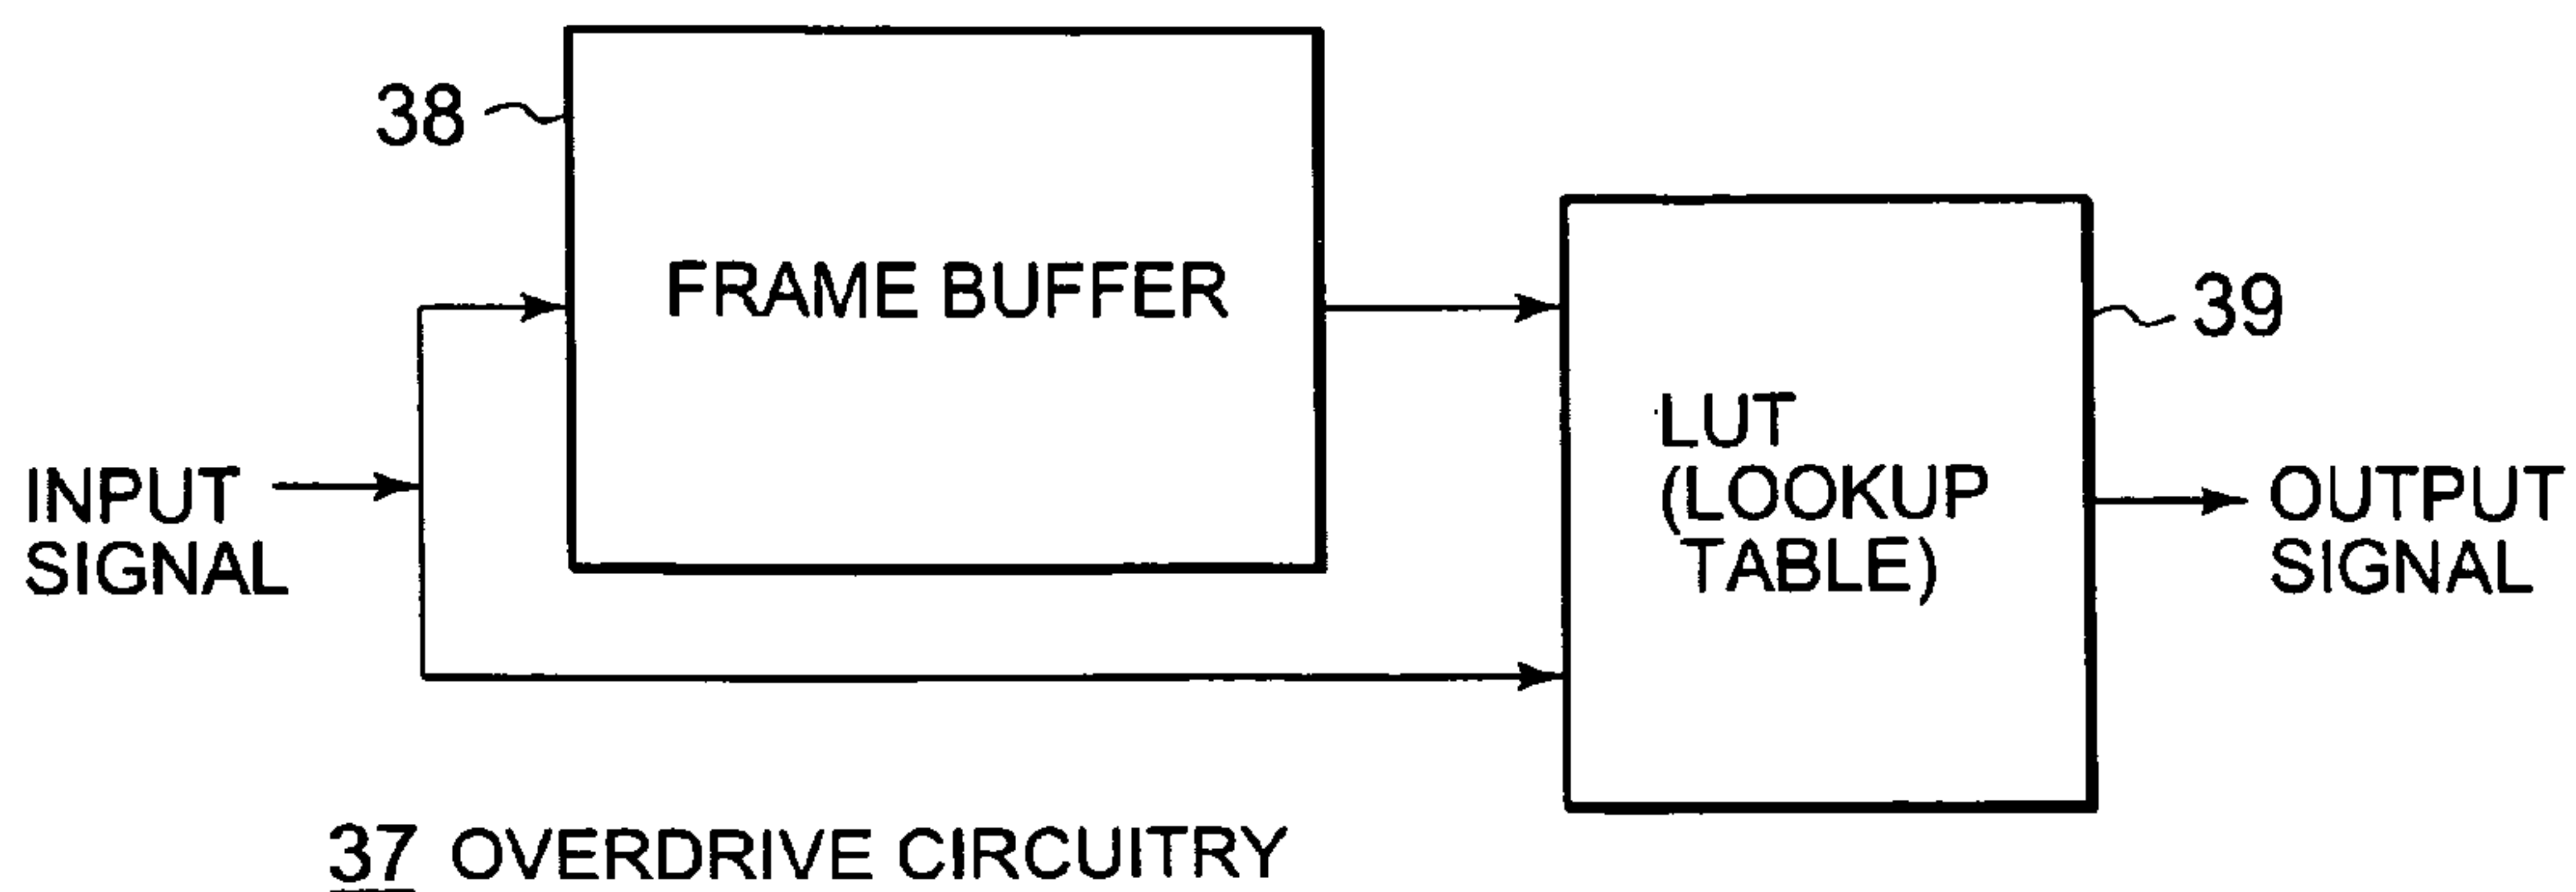 38
FRAME BUFFER
39
LUT
(LOOKUP
TABLE)
INPUT
SIGNAL
OUTPUT
SIGNAL
37 OVERDRIVE CIRCUITRY